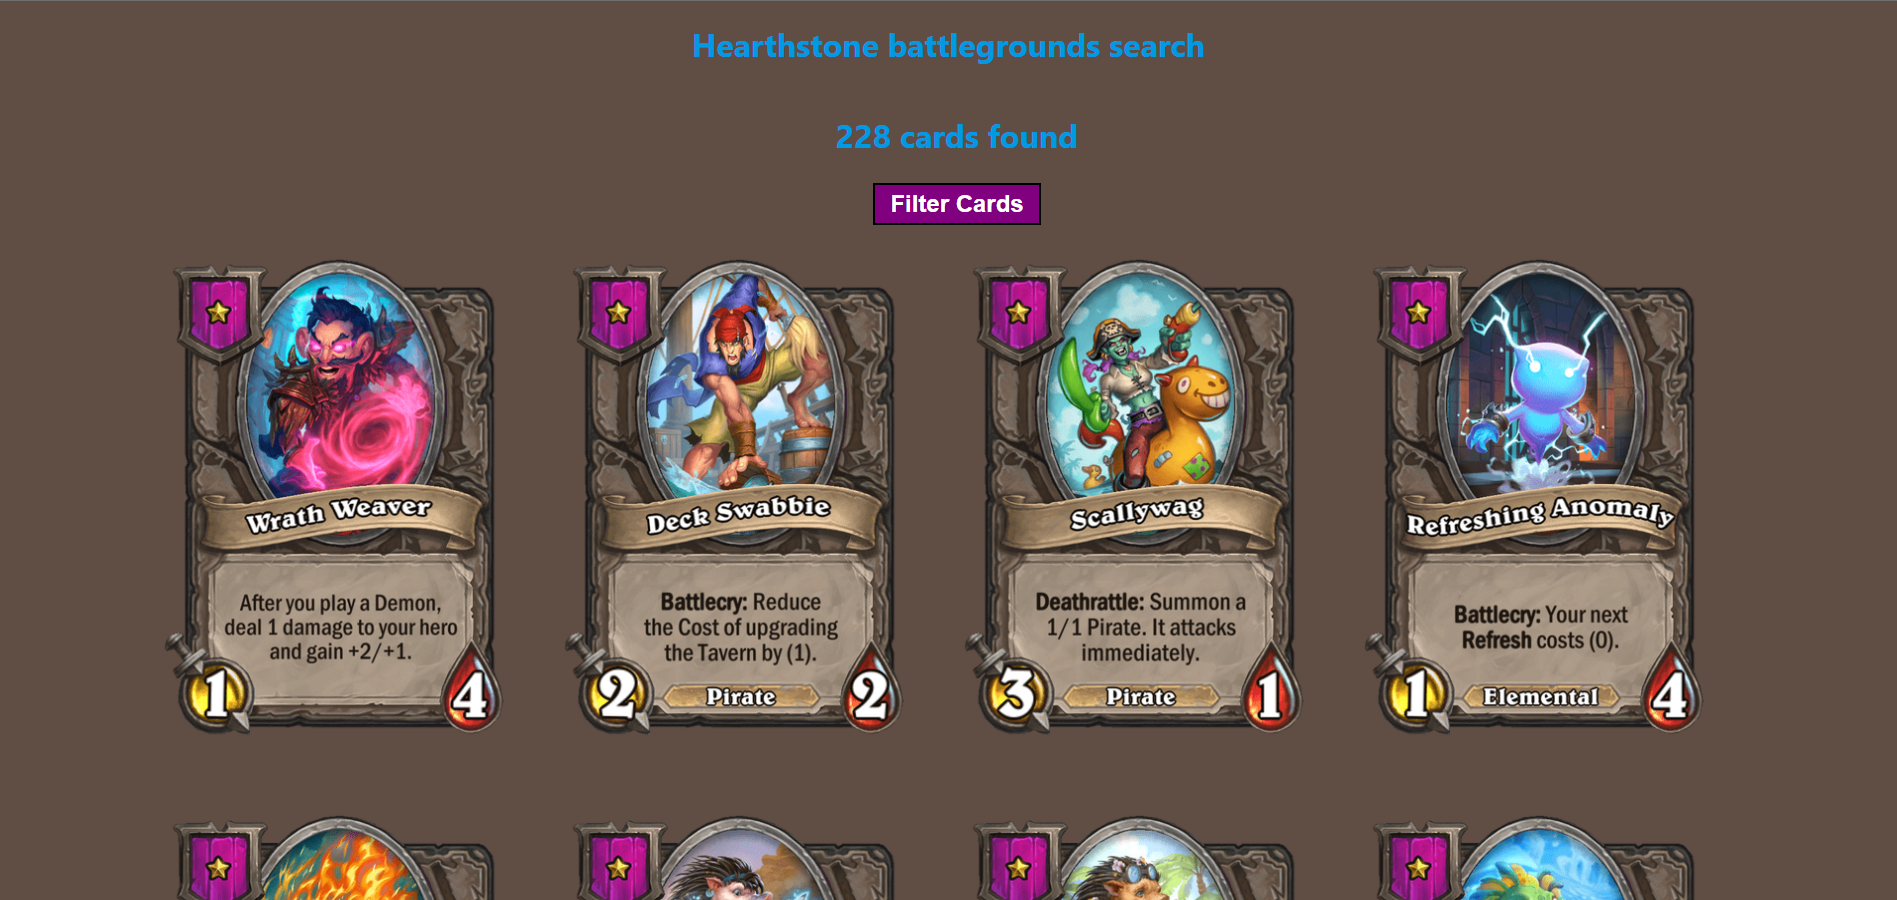 Hearthstone battlegrounds search
228 cards found
Filter Cards
Wrath Weaver
After you play a Demon,
deal 1 damage to your hero
and gain +2/+1.
1
4
Deck Swabbie
Battlecry: Reduce
the Cost of upgrading
the Tavern by (1).
2
Pirate
2
Scallywag
Deathrattle: Summon a
1/1 Pirate. It attacks
immediately.
3
Pirate
1
Refreshing Anomaly
Battlecry: Your next
Refresh costs (0).
1
Elemental
4